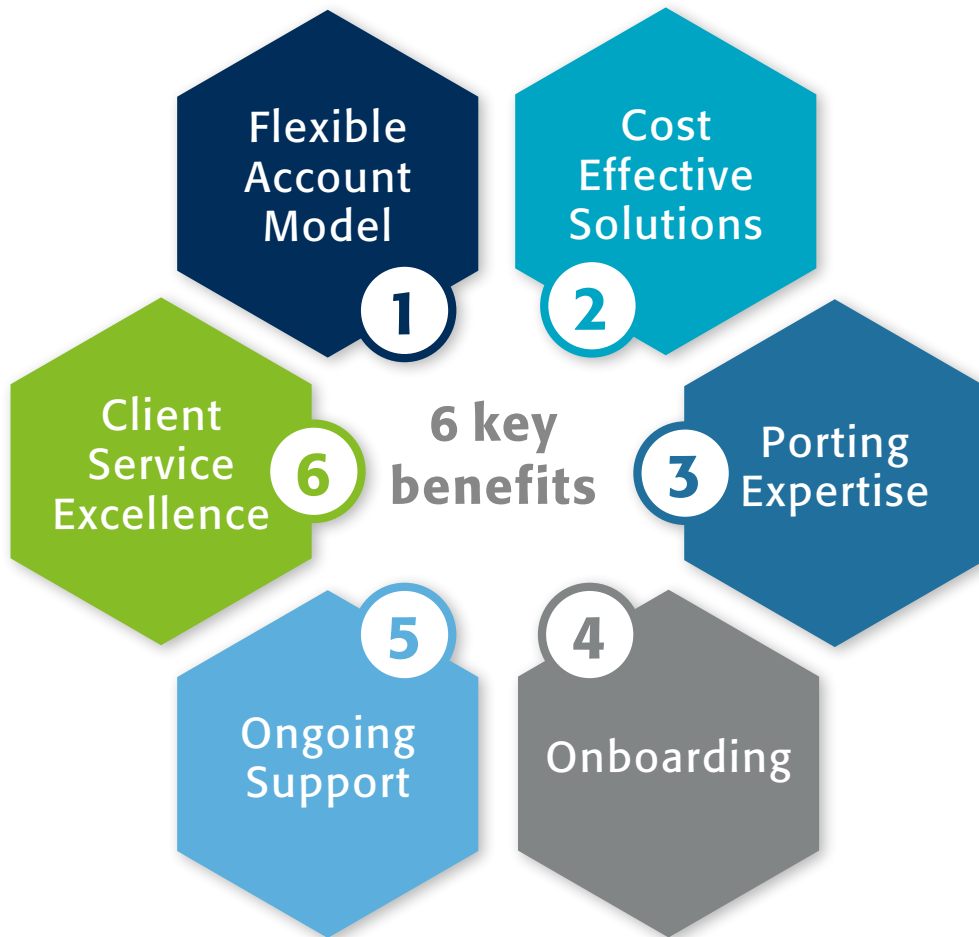 Flexible
Account
Model
1
Cost
Effective
Solutions
2
6 key
benefits
3
Porting
Expertise
4
Onboarding
5
Ongoing
Support
Client
Service
Excellence
6